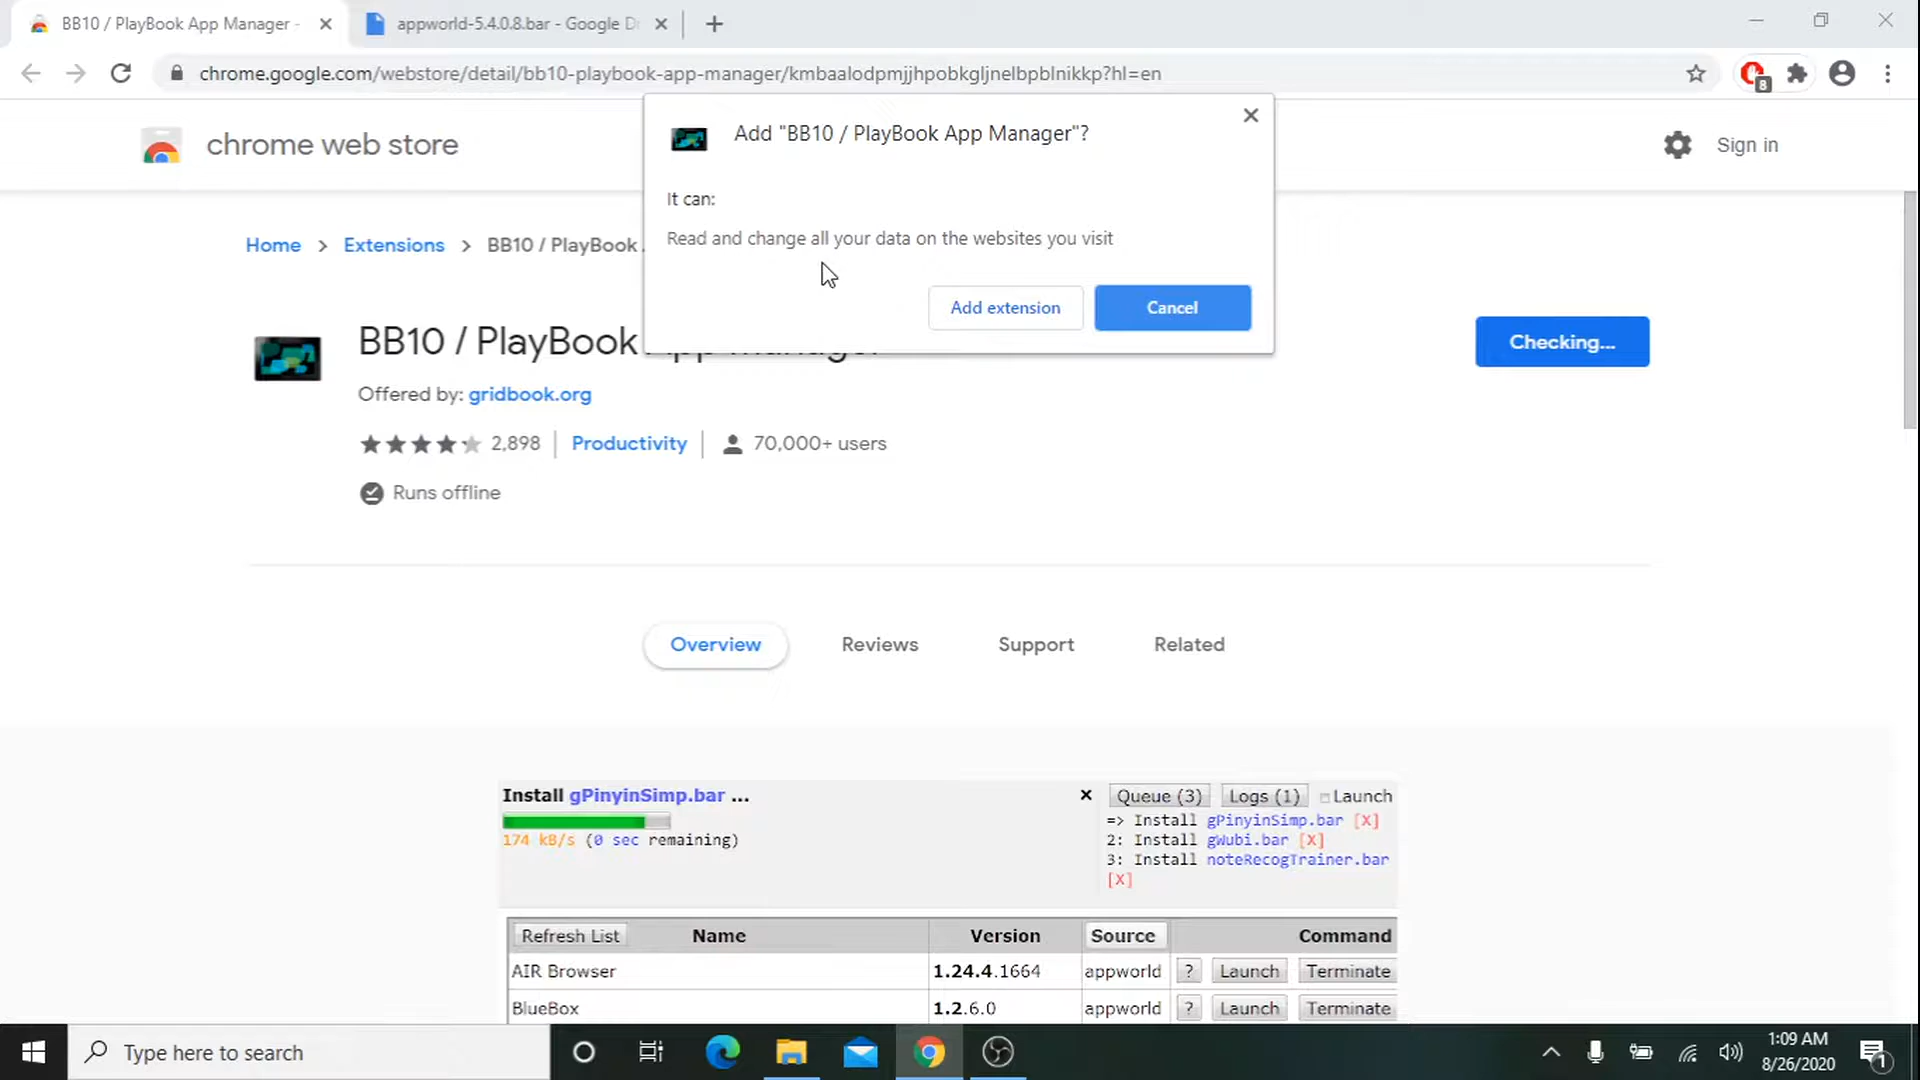 BB10 / PlayBook App Manager -
appworld-5.4.0.8.bar - Google D
chrome.google.com/webstore/detail/bb10-playbook-app-manager/kmbaalodpmjjhpobkgljnelbpblnikkp?hl=en
8
chrome web store
Sign in
Add "BB10 / PlayBook App Manager"?
It can:
Read and change all your data on the websites you visit
Add extension
Cancel
Home > Extensions > BB10 / PlayBook
BB10 / PlayBook App Manager
Checking...
Offered by: gridbook.org
2,898
Productivity
70,000+ users
Runs offline
Overview
Reviews
Support
Related
Install gPinyinSimp.bar ...
174 kB/s (0 sec remaining)
Queue (3) Logs (1) Launch
=> Install gPinyinSimp.bar [X]
2: Install gWubi.bar [X]
3: Install noteRecogTrainer.bar
[X]
Refresh List Name Version Source Command
AIR Browser 1.24.4.1664 appworld ? Launch Terminate
BlueBox 1.2.6.0 appworld ? Launch Terminate
Type here to search
1:09 AM
8/26/2020
1